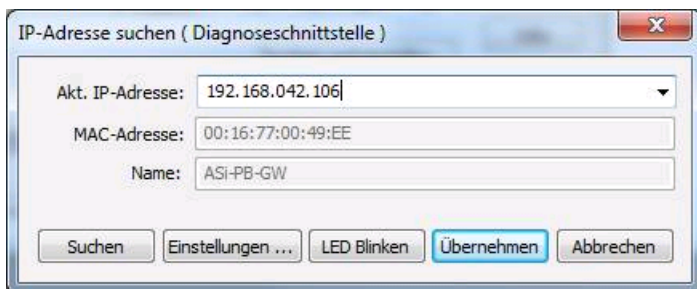 IP-Adresse suchen ( Diagnoseschnittstelle )
Akt. IP-Adresse: 192.168.042.106
MAC-Adresse: 00:16:77:00:49:EE
Name: ASi-PB-GW
Suchen Einstellungen ... LED Blinken Übernehmen Abbrechen